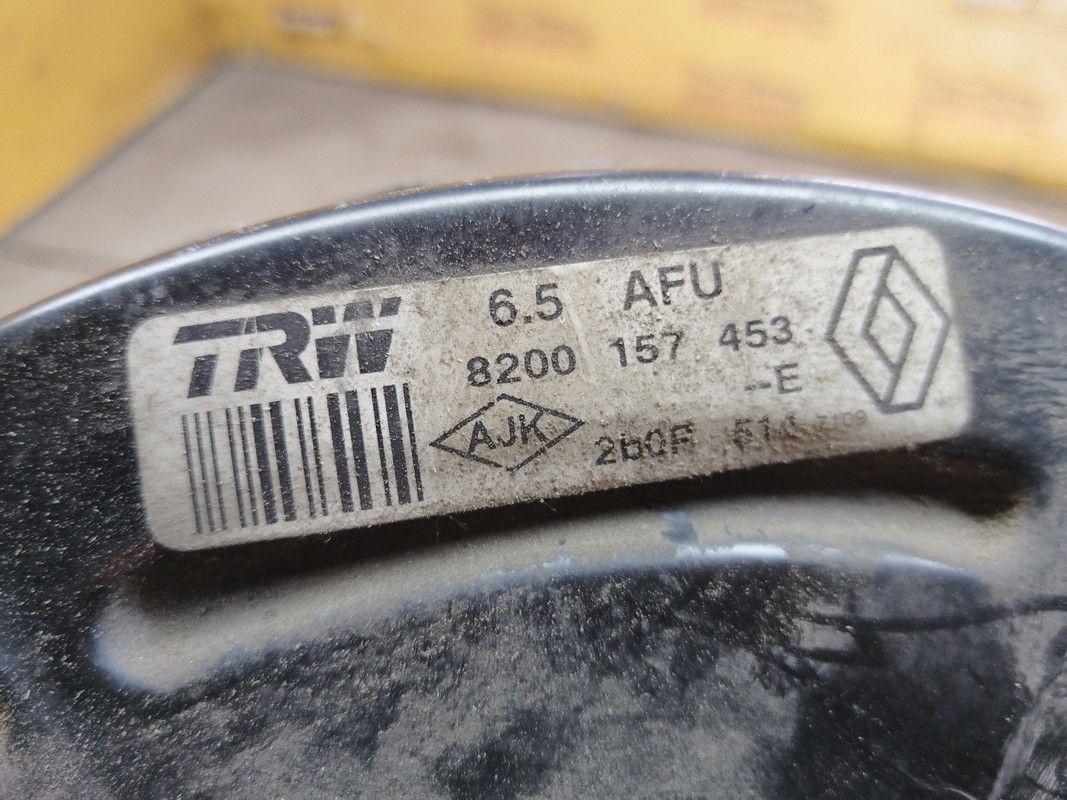 TRW
6.5 AFU
8200 157 453
--E
AJK
2b0F